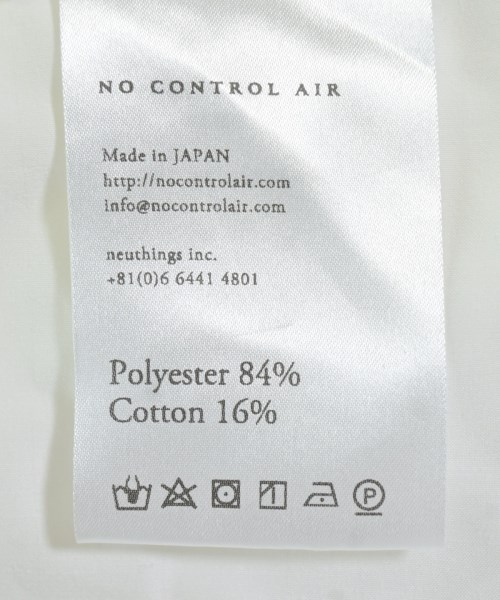 NO CONTROL AIR
Made in JAPAN
http://nocontrolair.com
info@nocontrolair.com
neuthings inc.
+81(0)6 6441 4801
Polyester 84%
Cotton 16%
P